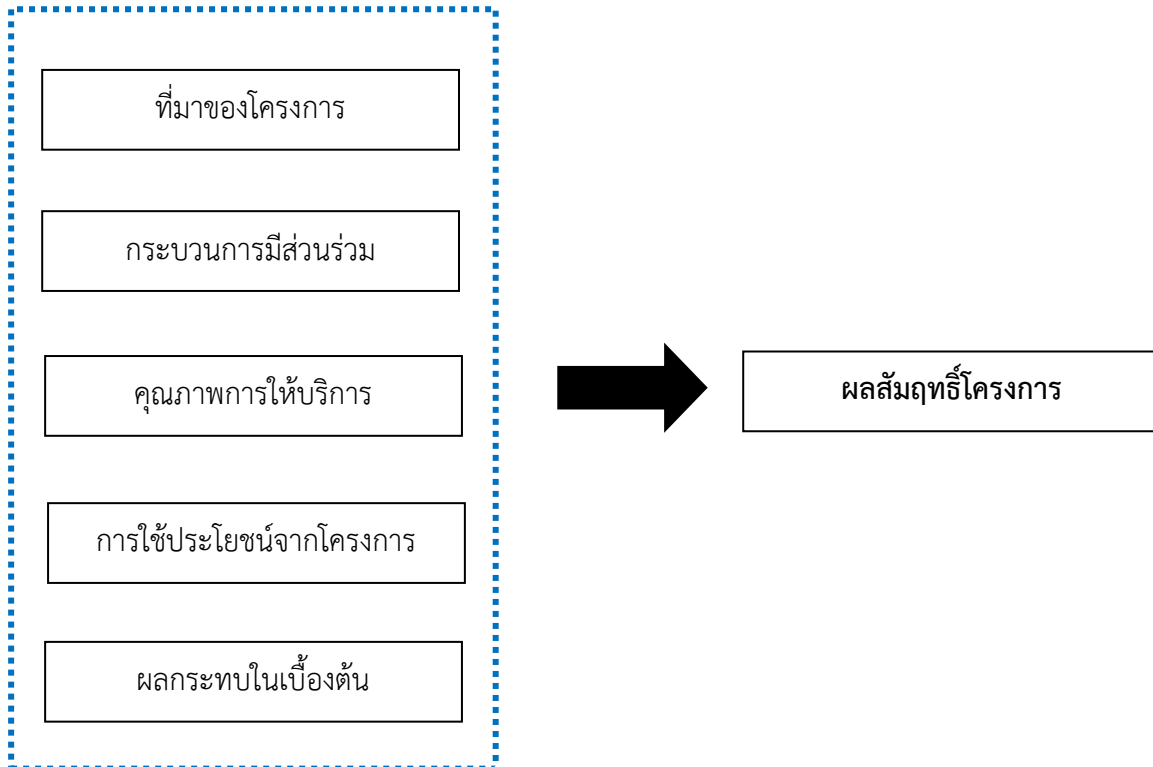 ที่มาของโครงการ
กระบวนการมีส่วนร่วม
คุณภาพการให้บริการ
การใช้ประโยชน์จากโครงการ
ผลกระทบในเบื้องต้น
ผลสัมฤทธิ์โครงการ